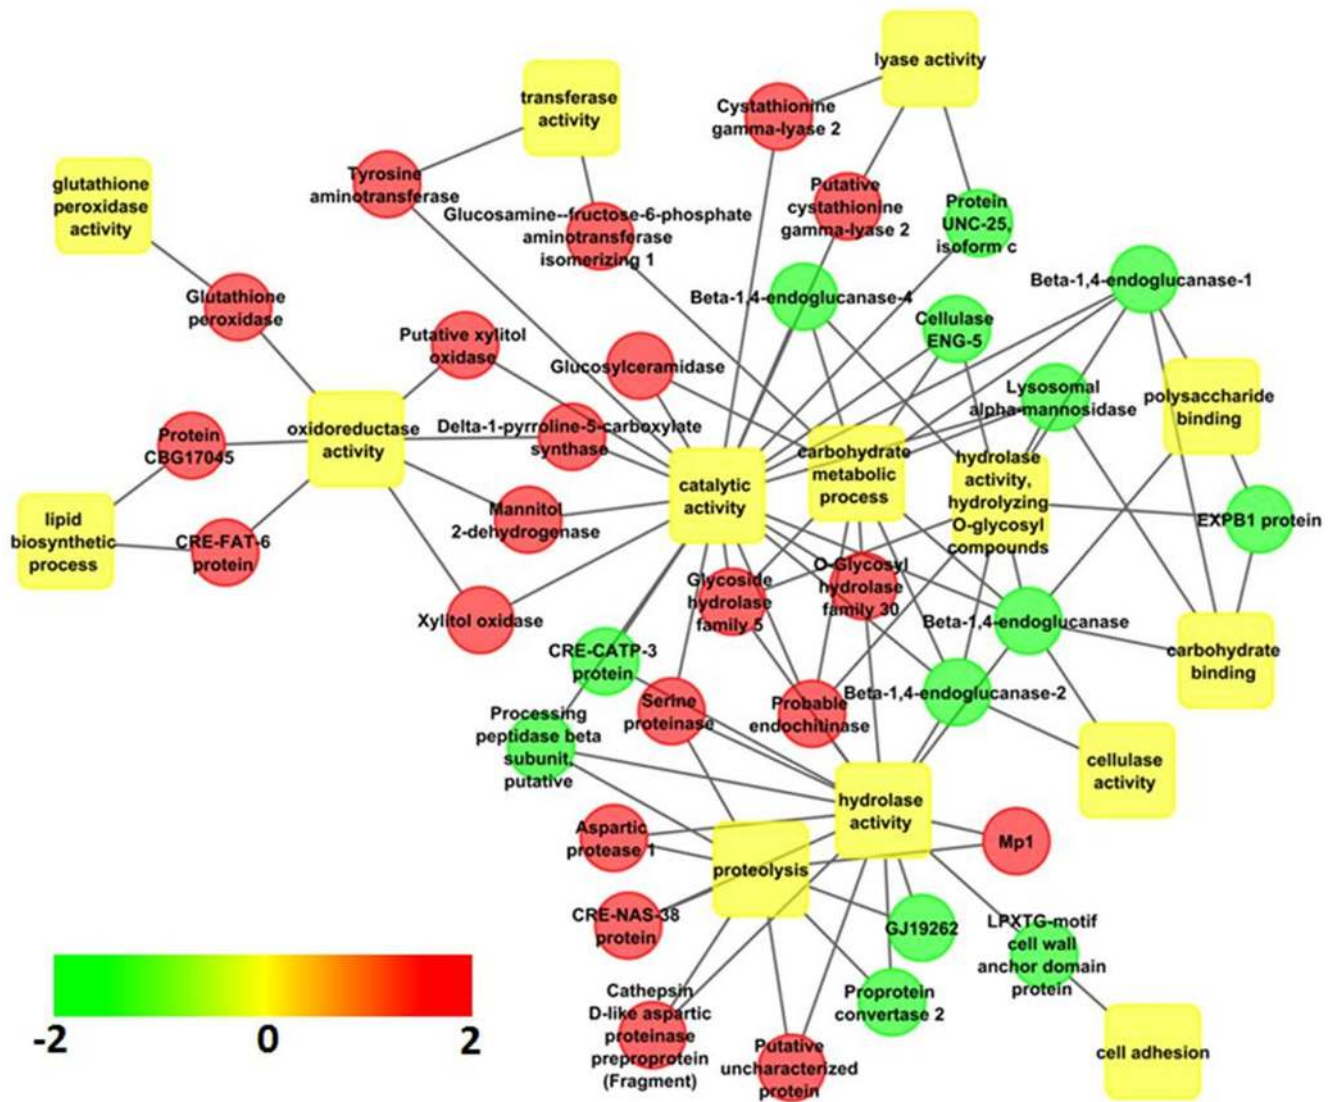 lyase activity
transferase
activity
Cystathionine
gamma-lyase 2
glutathione
peroxidase
activity
Tyrosine
aminotransferase
Putative
cystathionine
gamma-lyase 2
Protein
UNC-25,
isoform c
Glucosamine--fructose-6-phosphate
aminotransferase
isomerizing 1
Glutathione
peroxidase
Beta-1,4-endoglucanase-4
Beta-1,4-endoglucanase-1
Cellulase
ENG-5
Putative xylitol
oxidase
Glucosylceramidase
Lysosomal
alpha-mannosidase
polysaccharide
binding
Protein
CBG17045
oxidoreductase
activity
Delta-1-pyrroline-5-carboxylate
synthase
catalytic
activity
carbohydrate
metabolic
process
hydrolase
activity,
hydrolyzing
O-glycosyl
compounds
lipid
biosynthetic
process
CRE-FAT-6
protein
Mannitol
2-dehydrogenase
EXPB1 protein
Xylitol oxidase
Glycoside
hydrolase
family 5
O-Glycosyl
hydrolase
family 30
Beta-1,4-endoglucanase
carbohydrate
binding
CRE-CATP-3
protein
Serine
proteinase
Probable
endochitinase
Beta-1,4-endoglucanase-2
Processing
peptidase beta
subunit,
putative
cellulase
activity
hydrolase
activity
Aspartic
protease 1
proteolysis
Mp1
CRE-NAS-38
protein
GJ19262
LPXTG-motif
cell wall
anchor domain
protein
Cathepsin
D-like aspartic
proteinase
preproprotein
(Fragment)
Proprotein
convertase 2
Putative
uncharacterized
protein
cell adhesion
-2 0 2